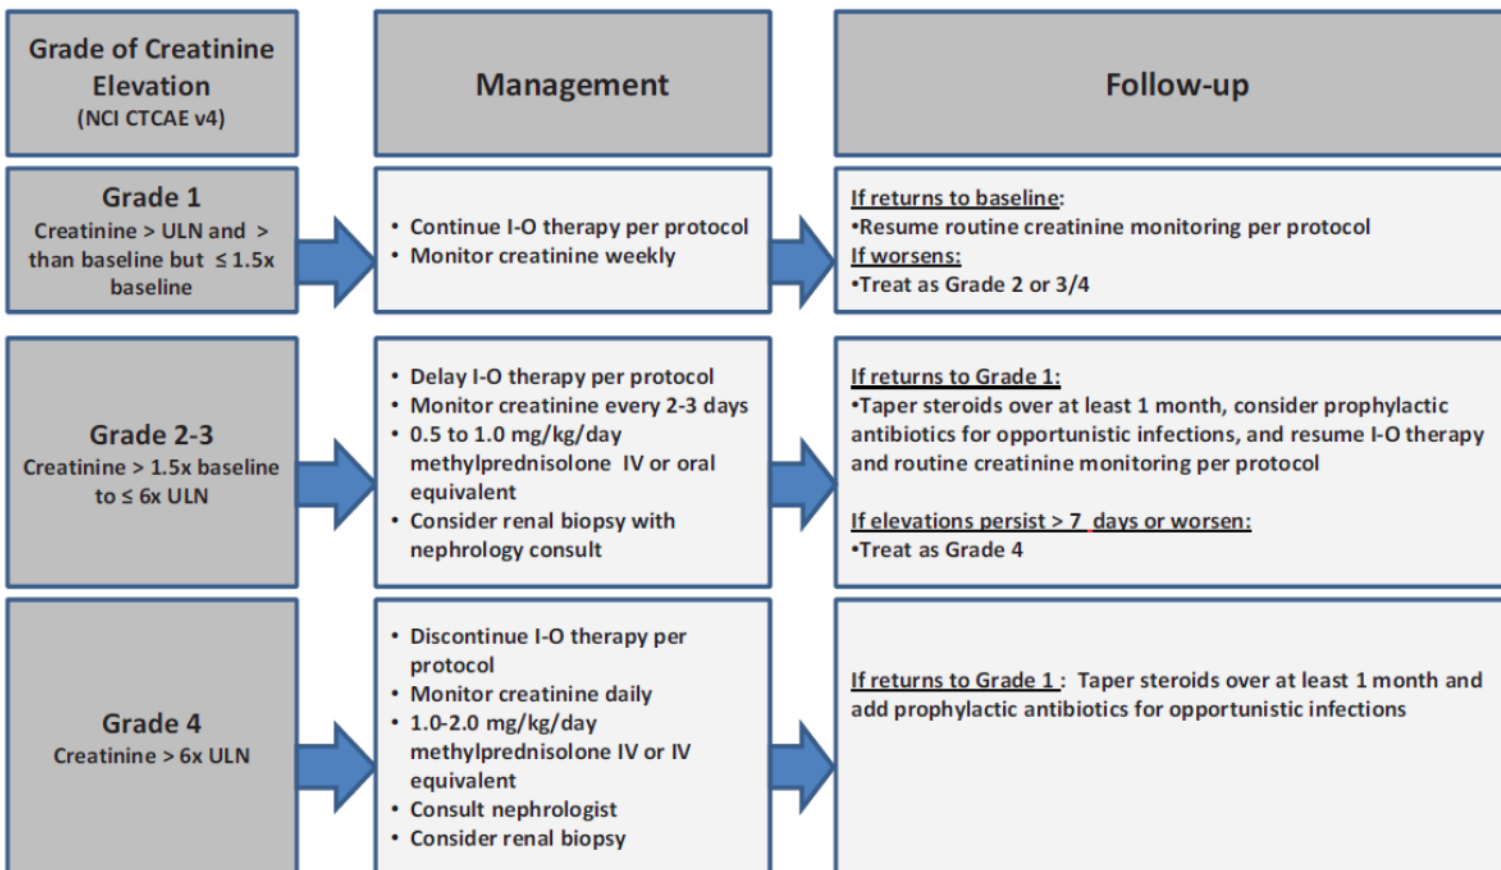 Grade of Creatinine
Elevation
(NCI CTCAE v4)
Management
Follow-up
Grade 1
Creatinine > ULN and >
than baseline but ≤ 1.5x
baseline
• Continue I-O therapy per protocol
• Monitor creatinine weekly
If returns to baseline:
•Resume routine creatinine monitoring per protocol
If worsens:
•Treat as Grade 2 or 3/4
Grade 2-3
Creatinine > 1.5x baseline
to ≤ 6x ULN
• Delay I-O therapy per protocol
• Monitor creatinine every 2-3 days
• 0.5 to 1.0 mg/kg/day
methylprednisolone IV or oral
equivalent
• Consider renal biopsy with
nephrology consult
If returns to Grade 1:
•Taper steroids over at least 1 month, consider prophylactic
antibiotics for opportunistic infections, and resume I-O therapy
and routine creatinine monitoring per protocol
If elevations persist > 7 days or worsen:
•Treat as Grade 4
Grade 4
Creatinine > 6x ULN
• Discontinue I-O therapy per
protocol
• Monitor creatinine daily
• 1.0-2.0 mg/kg/day
methylprednisolone IV or IV
equivalent
• Consult nephrologist
• Consider renal biopsy
If returns to Grade 1 : Taper steroids over at least 1 month and
add prophylactic antibiotics for opportunistic infections